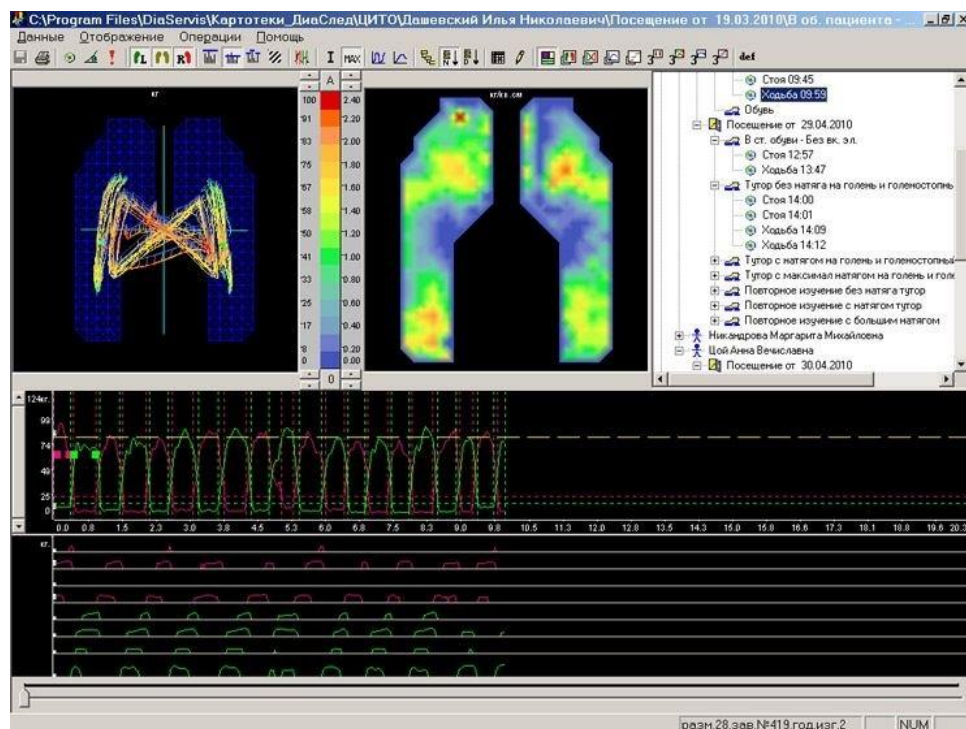 C:\Program Files\DiaServis\Картотеки_ДиаСлед\ЦИТО\Дашевский Илья Николаевич\Посещение от 19.03.2010\В об. пациента - ...
Данные Отображение Операции Помощь
L R I MAX def
кг
A
100 2.40
91 2.20
83 2.00
75 1.80
67 1.60
58 1.40
50 1.20
41 1.00
33 0.80
25 0.60
17 0.40
8 0.20
0.00
0
кг/кв.см
Стоя 09:45
Ходьба 09:59
Обувь
Посещение от 29.04.2010
В ст. обуви - Без вк. эл.
Стоя 12:57
Ходьба 13:47
Тутор без натяга на голень и голеностопны
Стоя 14:00
Стоя 14:01
Ходьба 14:09
Ходьба 14:12
Тутор с натягом на голень и голеностопный
Тутор с максимал натягом на голень и голе
Повторное изучение без натяга тутор
Повторное изучение с натягом тутор
Повторное изучение с большим натягом
Никандрова Маргарита Михайловна
Цой Анна Вечиславна
Посещение от 30.04.2010
124кг.
99
74
49
25
0
0.0 0.8 1.5 2.3 3.0 3.8 4.5 5.3 6.0 6.8 7.5 8.3 9.0 9.8 10.5 11.3 12.0 12.8 13.5 14.3 15.0 15.8 16.6 17.3 18.1 18.8 19.6 20.3
кг.
разм.28,зав.№419,год.изг.2 NUM